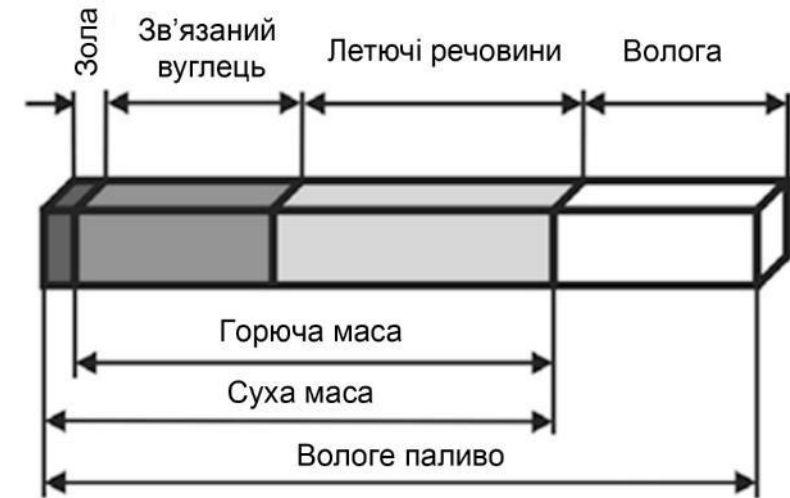 Зола
Зв’язаний
вуглець
Летючі речовини
Волога
Горюча маса
Суха маса
Вологе паливо